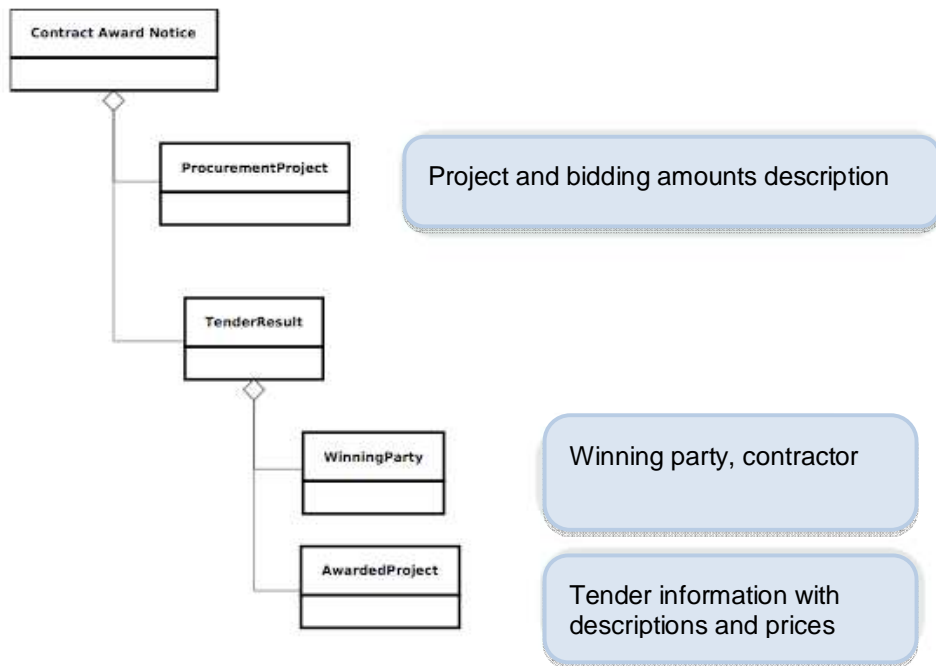 Contract Award Notice
ProcurementProject
Project and bidding amounts description
TenderResult
WinningParty
Winning party, contractor
AwardedProject
Tender information with
descriptions and prices